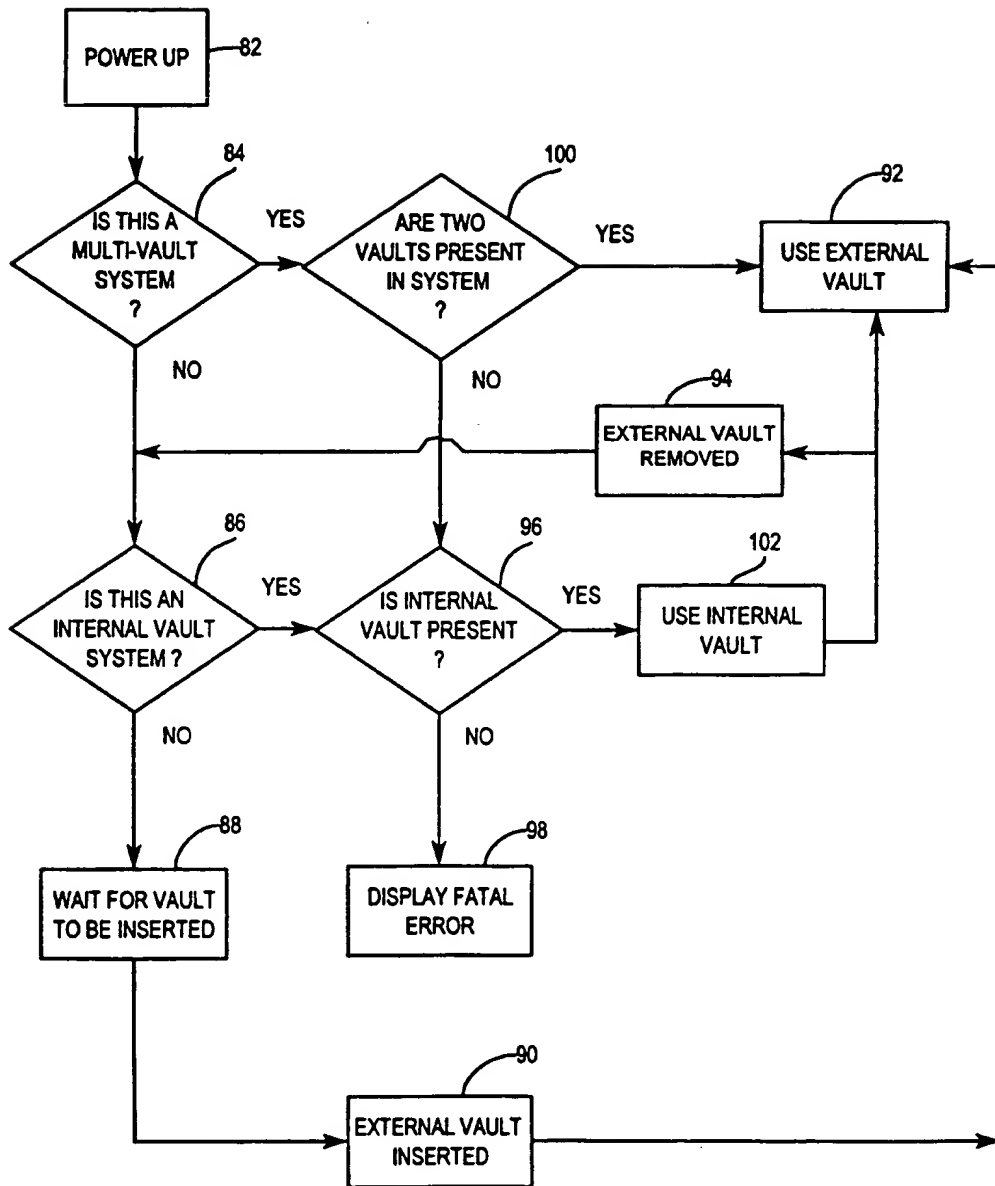 POWER UP
82
84
IS THIS A
MULTI-VAULT
SYSTEM
?
YES
NO
100
ARE TWO
VAULTS PRESENT
IN SYSTEM
?
YES
NO
92
USE EXTERNAL
VAULT
94
EXTERNAL VAULT
REMOVED
86
IS THIS AN
INTERNAL VAULT
SYSTEM ?
YES
NO
96
IS INTERNAL
VAULT PRESENT
?
YES
NO
102
USE INTERNAL
VAULT
88
WAIT FOR VAULT
TO BE INSERTED
98
DISPLAY FATAL
ERROR
90
EXTERNAL VAULT
INSERTED